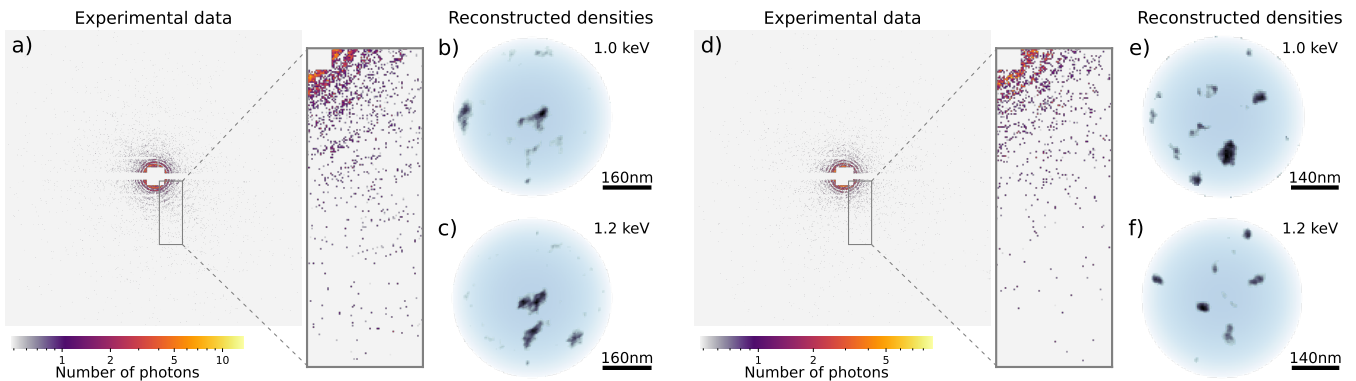 Experimental data
Reconstructed densities
a)
b)
1.0 keV
160nm
c)
1.2 keV
160nm
1 2 5 10
Number of photons
Experimental data
Reconstructed densities
d)
e)
1.0 keV
140nm
f)
1.2 keV
140nm
1 2 5
Number of photons